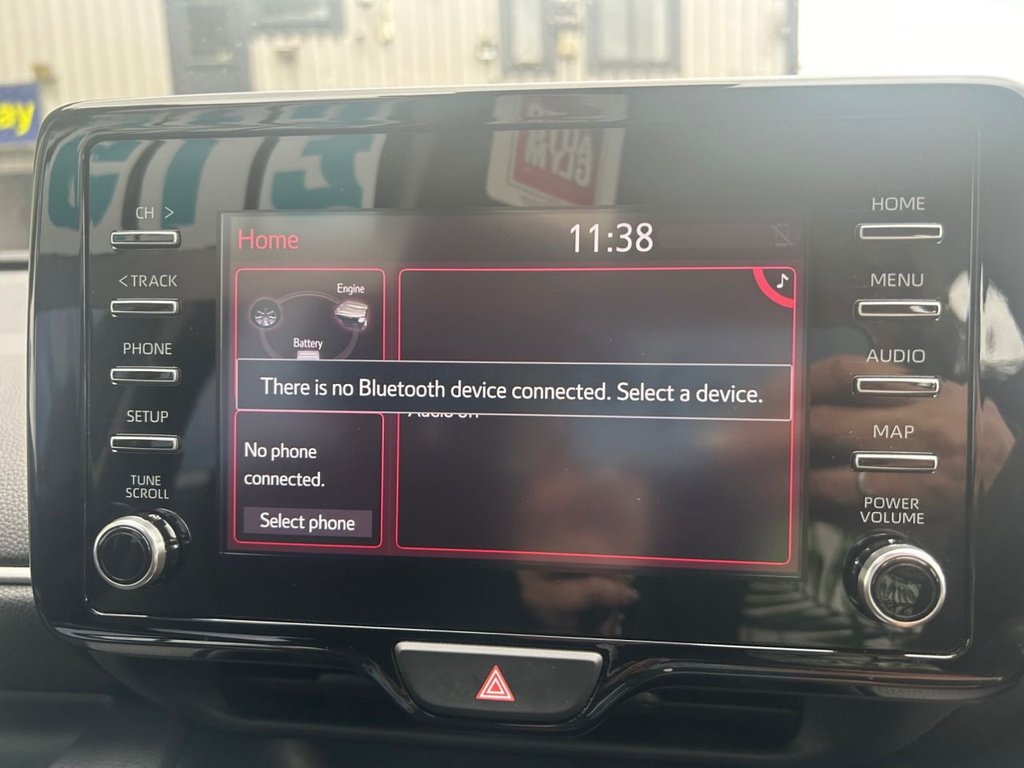 ay
CH >
< TRACK
PHONE
SETUP
TUNE
SCROLL
Home
11:38
Engine
Battery
There is no Bluetooth device connected. Select a device.
No phone
connected.
Select phone
HOME
MENU
AUDIO
MAP
POWER
VOLUME